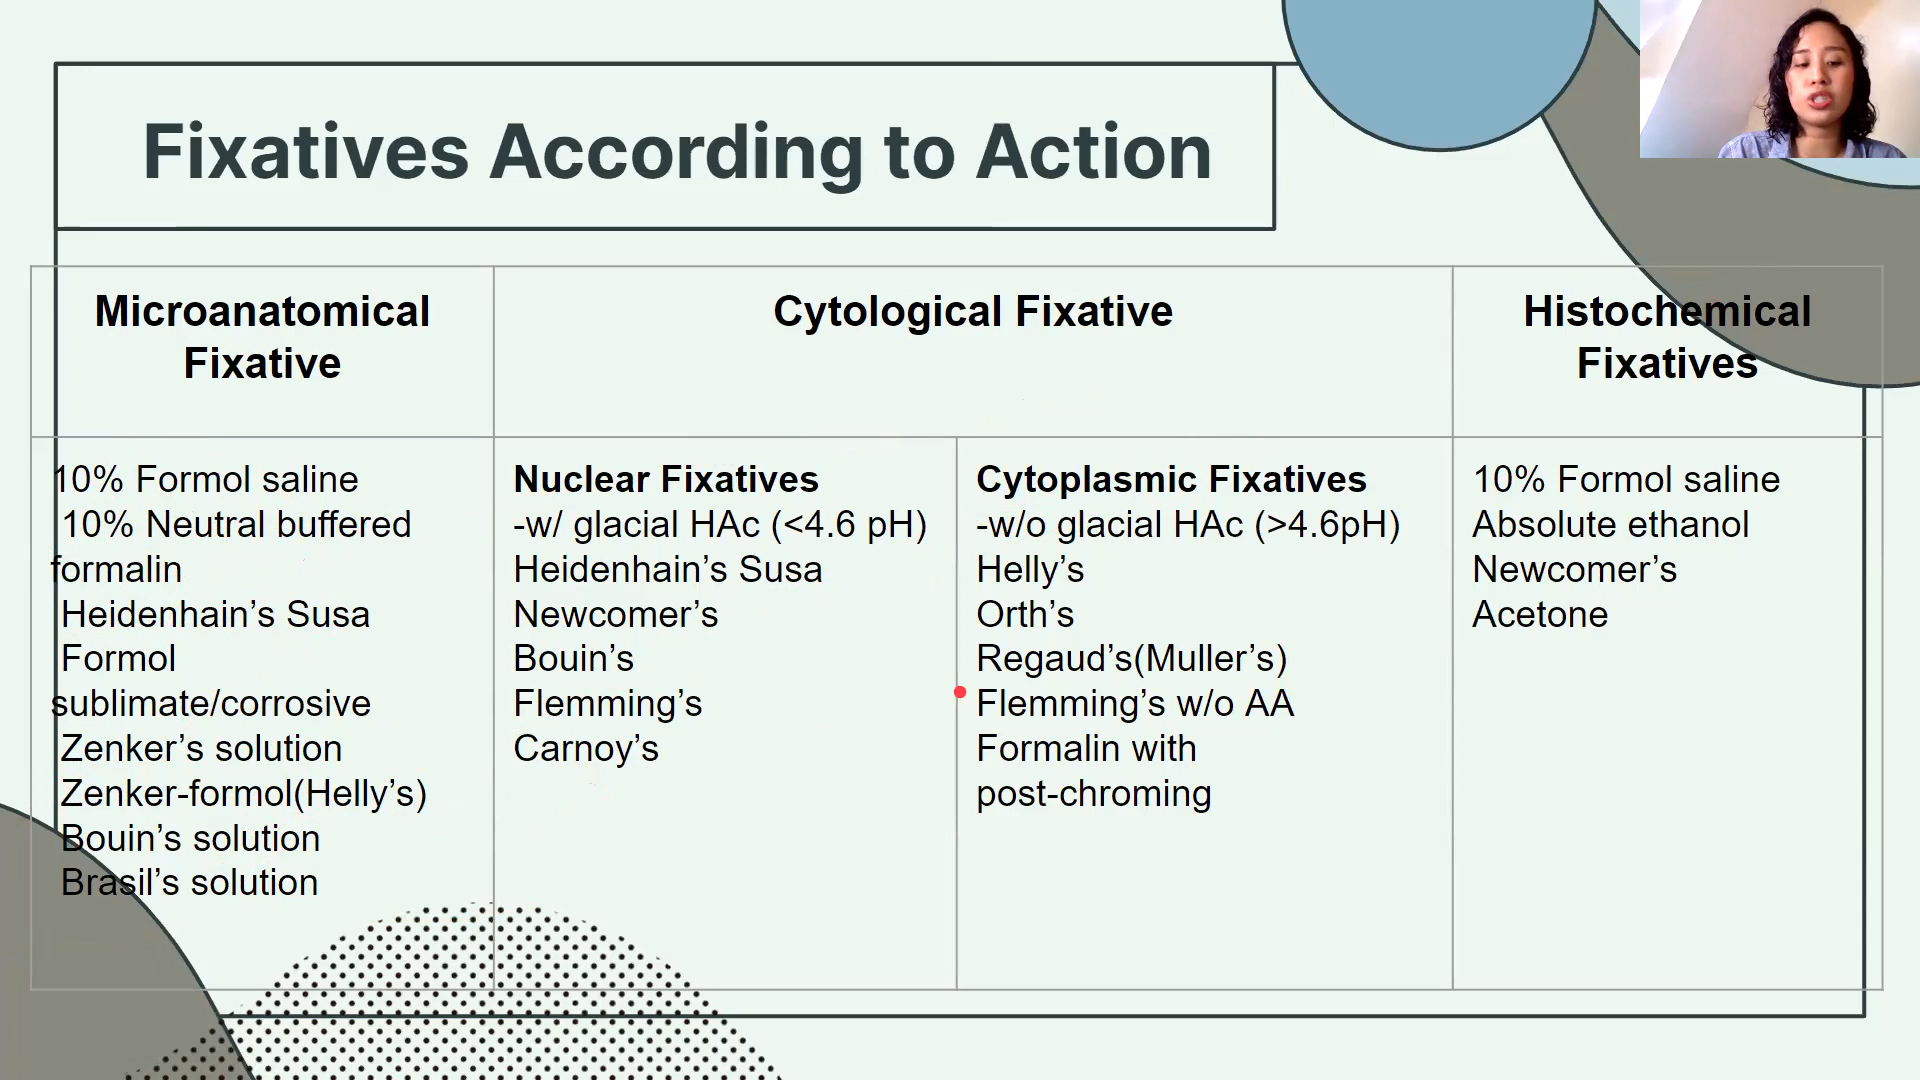 Fixatives According to Action
Microanatomical
Fixative
Cytological Fixative
Histochemical
Fixatives
10% Formol saline
10% Neutral buffered
formalin
Heidenhain’s Susa
Formol
sublimate/corrosive
Zenker’s solution
Zenker-formol(Helly’s)
Bouin’s solution
Brasil’s solution
Nuclear Fixatives
-w/ glacial HAc (<4.6 pH)
Heidenhain’s Susa
Newcomer’s
Bouin’s
Flemming’s
Carnoy’s
Cytoplasmic Fixatives
-w/o glacial HAc (>4.6pH)
Helly’s
Orth’s
Regaud’s(Muller’s)
Flemming’s w/o AA
Formalin with
post-chroming
10% Formol saline
Absolute ethanol
Newcomer’s
Acetone